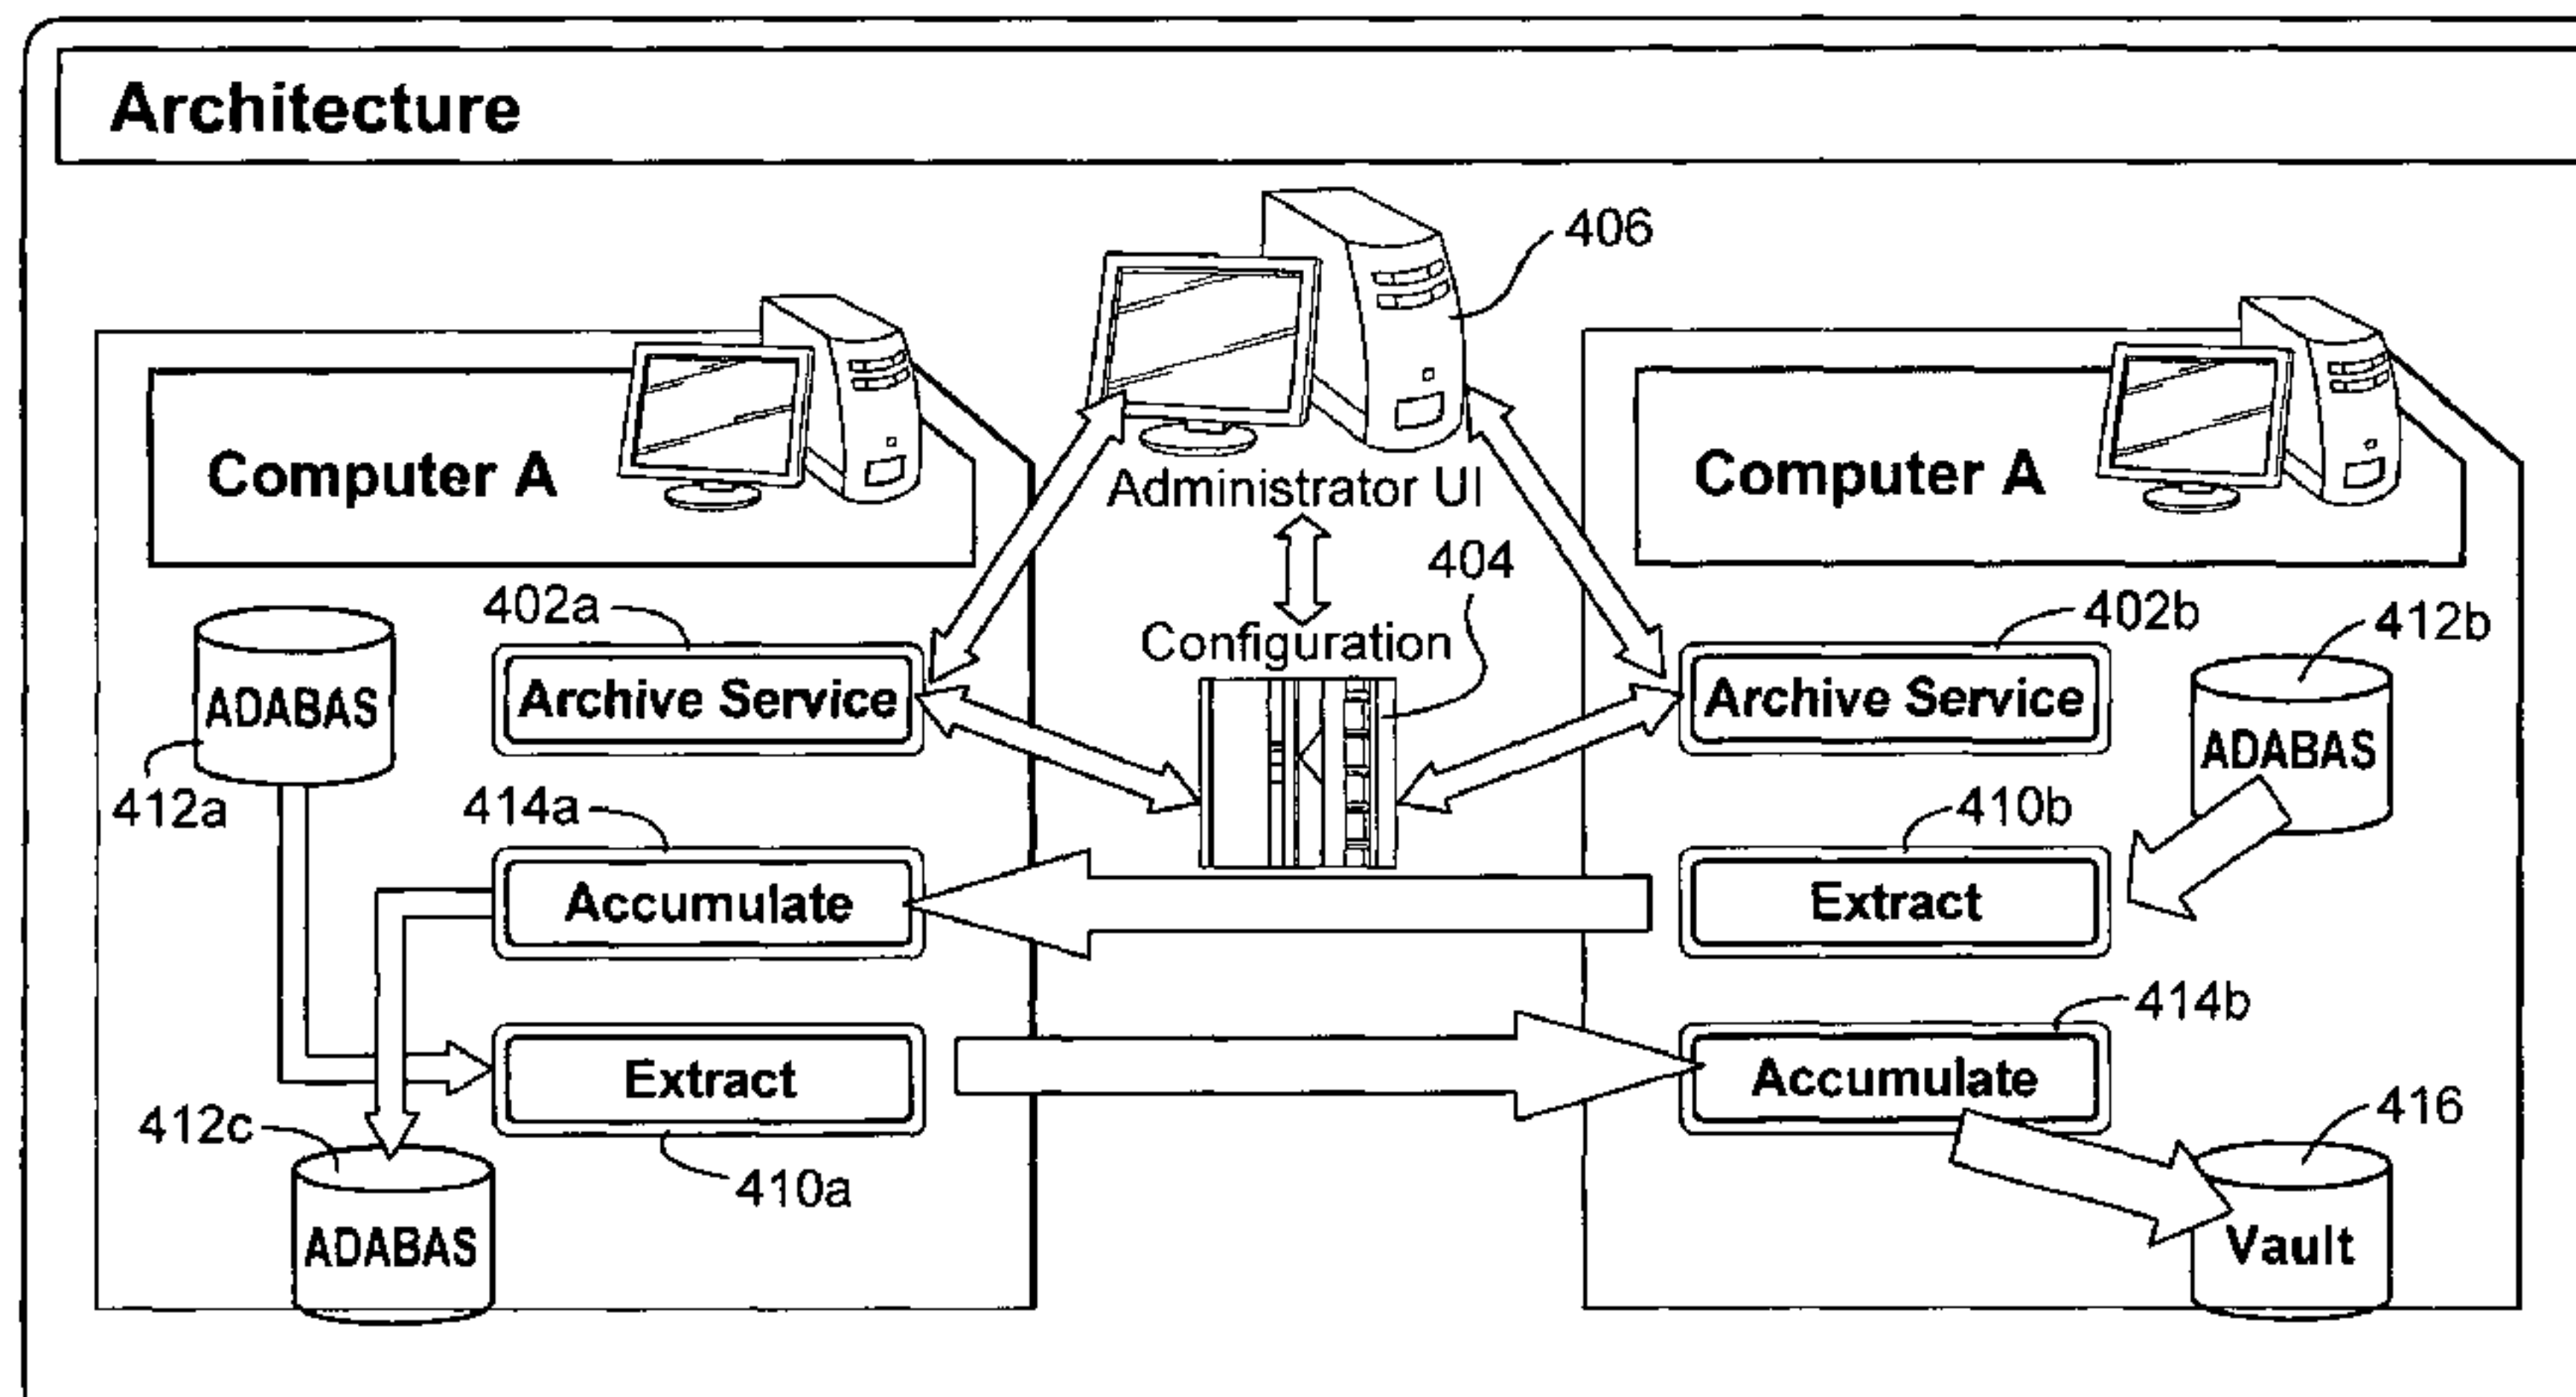 Architecture
406
Computer A
Administrator UI
Computer A
404
402a
Configuration
402b
412b
ADABAS
Archive Service
Archive Service
ADABAS
412a
414a
410b
Accumulate
Extract
414b
Extract
Accumulate
412c
410a
416
ADABAS
Vault